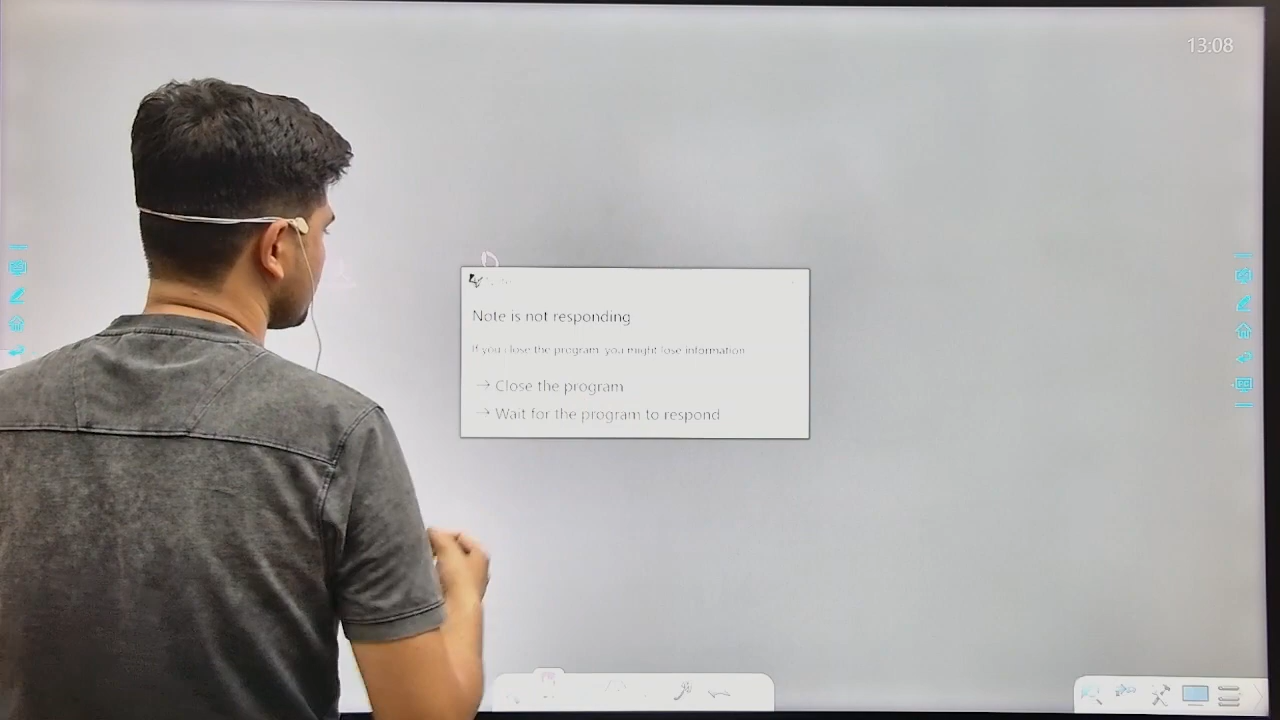 13:08
Note is not responding
If you close the program, you might lose information.
→ Close the program
→ Wait for the program to respond